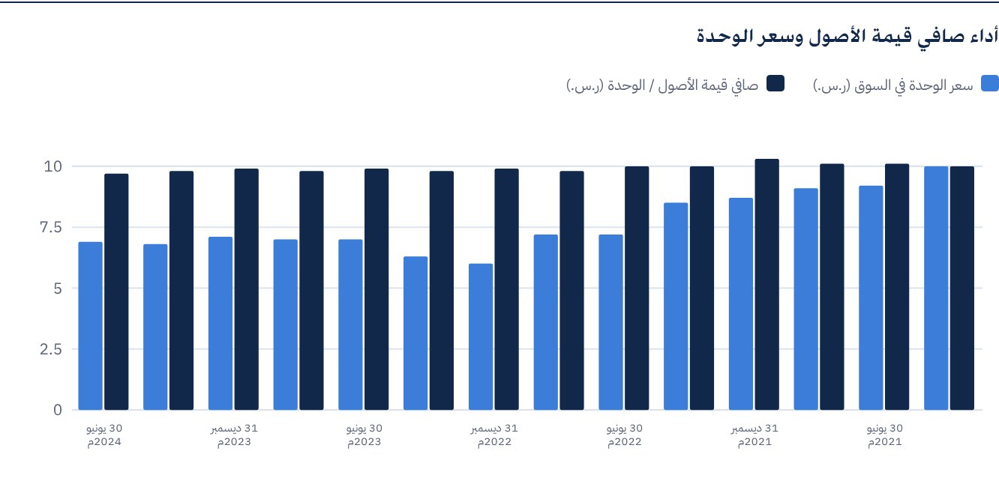 أداء صافي قيمة الأصول وسعر الوحدة
سعر الوحدة في السوق (ر.س.)
صافي قيمة الأصول / الوحدة (ر.س.)
10
7.5
5
2.5
0
30 يونيو
2021م
31 ديسمبر
2021م
30 يونيو
2022م
31 ديسمبر
2022م
30 يونيو
2023م
31 ديسمبر
2023م
30 يونيو
2024م